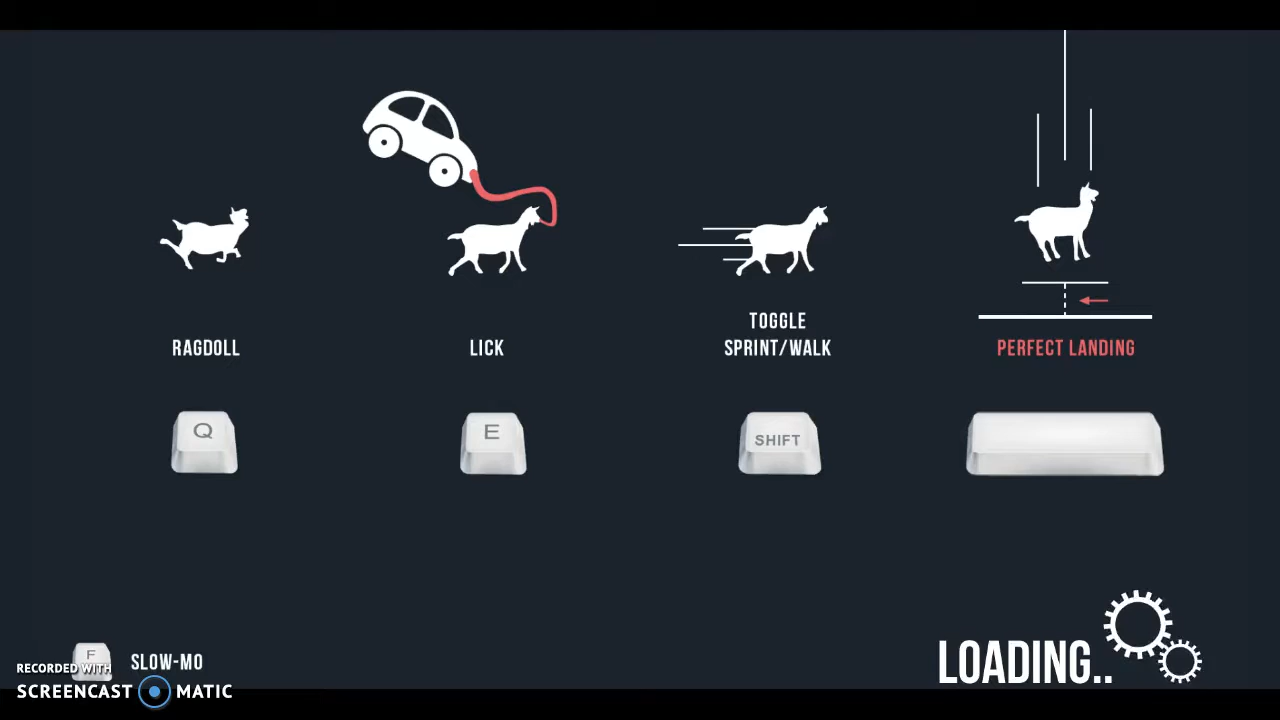 RAGDOLL
LICK
TOGGLE
SPRINT/WALK
PERFECT LANDING
Q
E
SHIFT
F
SLOW-MO
LOADING..
RECORDED WITH
SCREENCAST MATIC